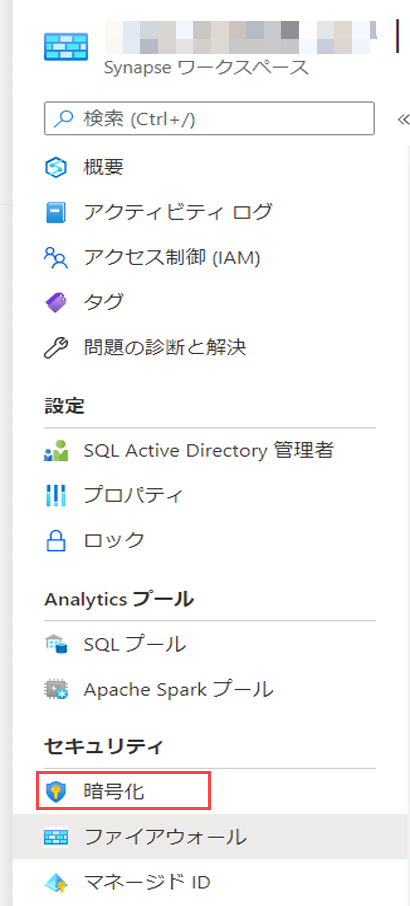 Synapse ワークスペース
検索 (Ctrl+/)
«
概要
アクティビティ ログ
アクセス制御 (IAM)
タグ
問題の診断と解決
設定
SQL Active Directory 管理者
プロパティ
ロック
Analytics プール
SQL プール
Apache Spark プール
セキュリティ
暗号化
ファイアウォール
マネージド ID